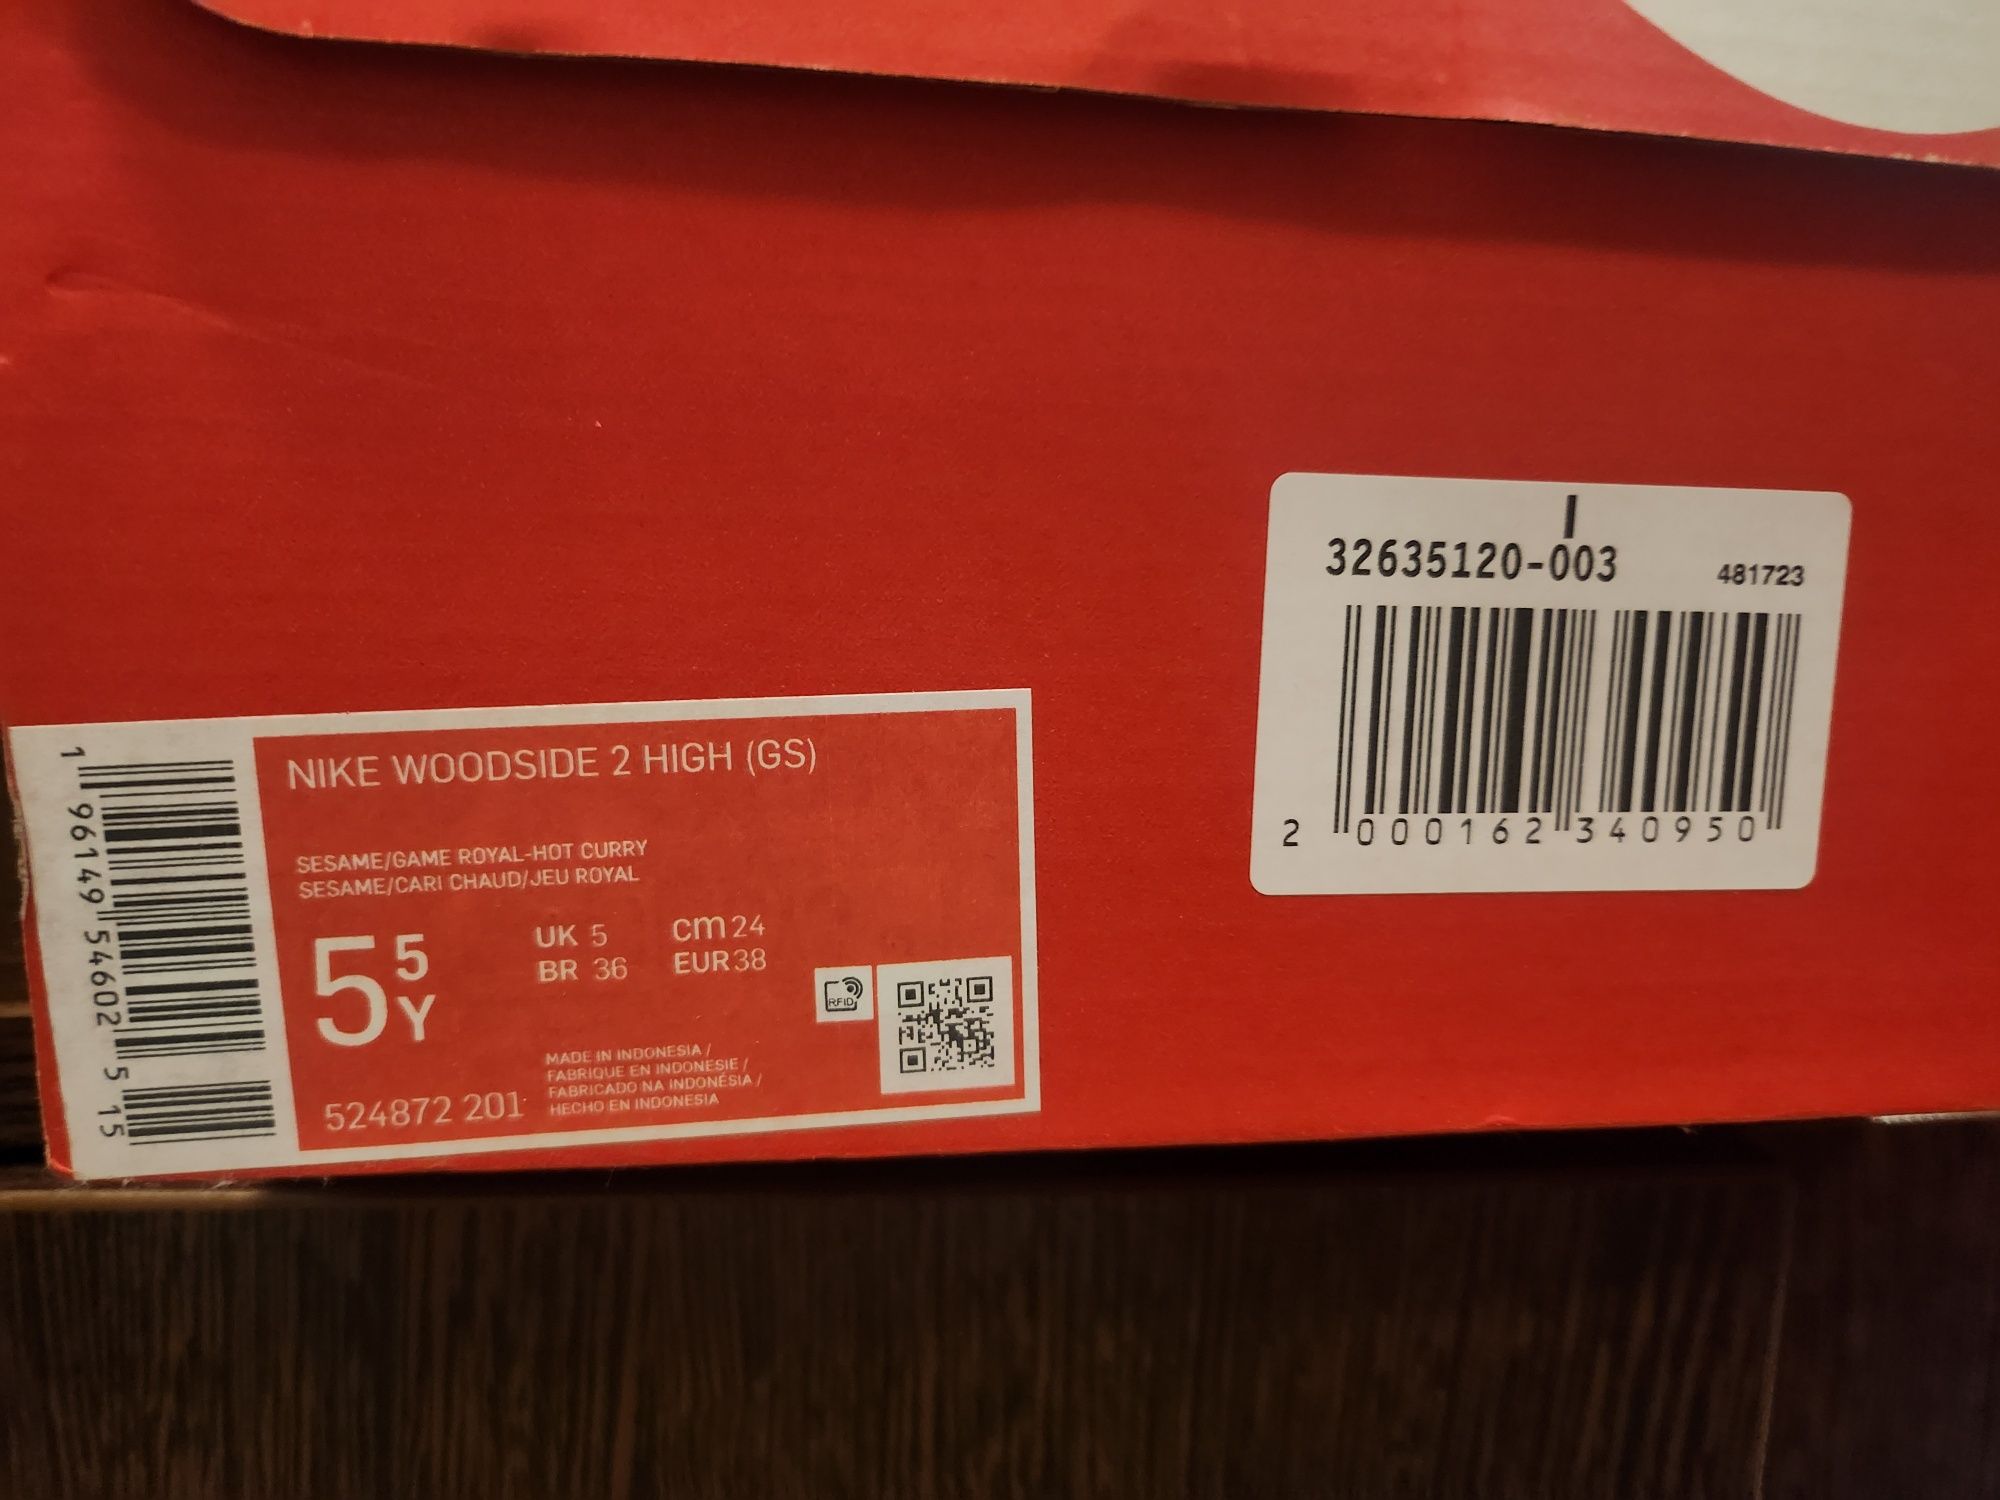 32635120-003
481723
2 000162 340950
NIKE WOODSIDE 2 HIGH (GS)
SESAME/GAME ROYAL-HOT CURRY
SESAME/CARI CHAUD/JEU ROYAL
5 5 Y
UK 5
cm 24
BR 36
EUR 38
RFID
MADE IN INDONESIA /
FABRIQUE EN INDONESIE /
FABRICADO NA INDONÉSIA /
HECHO EN INDONESIA
524872 201
1 96149 54602 5 15